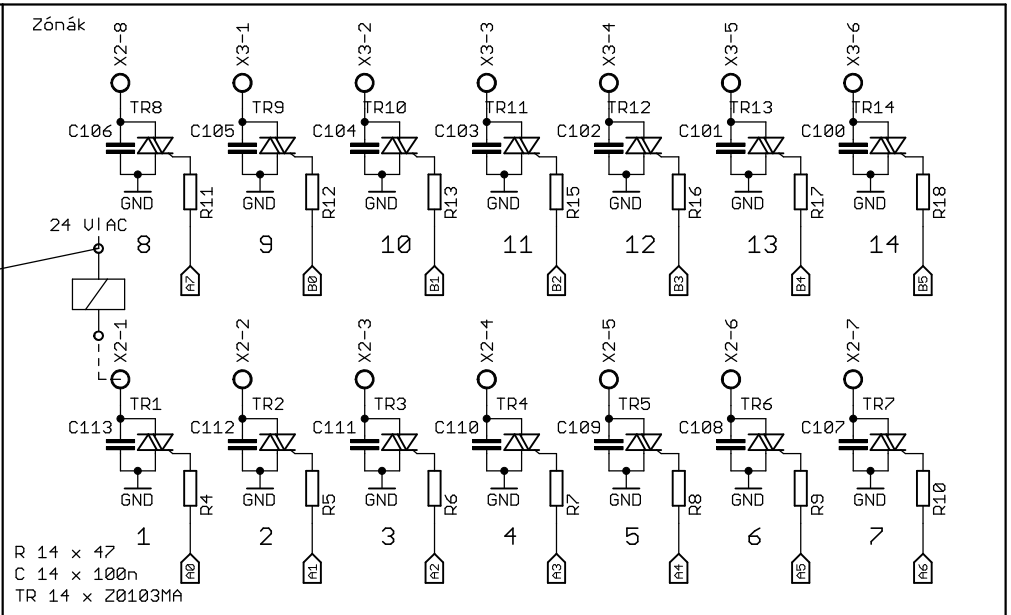 Zónák
X2-8 X3-1 X3-2 X3-3 X3-4 X3-5 X3-6
TR8 TR9 TR10 TR11 TR12 TR13 TR14
C106 C105 C104 C103 C102 C101 C100
R11 R12 R13 R15 R16 R17 R18
GND GND GND GND GND GND GND
24 V AC
8 9 10 11 12 13 14
A7 B0 B1 B2 B3 B4 B5
X2-1 X2-2 X2-3 X2-4 X2-5 X2-6 X2-7
TR1 TR2 TR3 TR4 TR5 TR6 TR7
C113 C112 C111 C110 C109 C108 C107
R4 R5 R6 R7 R8 R9 R10
GND GND GND GND GND GND GND
1 2 3 4 5 6 7
A0 A1 A2 A3 A4 A5 A6
R 14 x 47
C 14 x 100n
TR 14 x Z0103MA